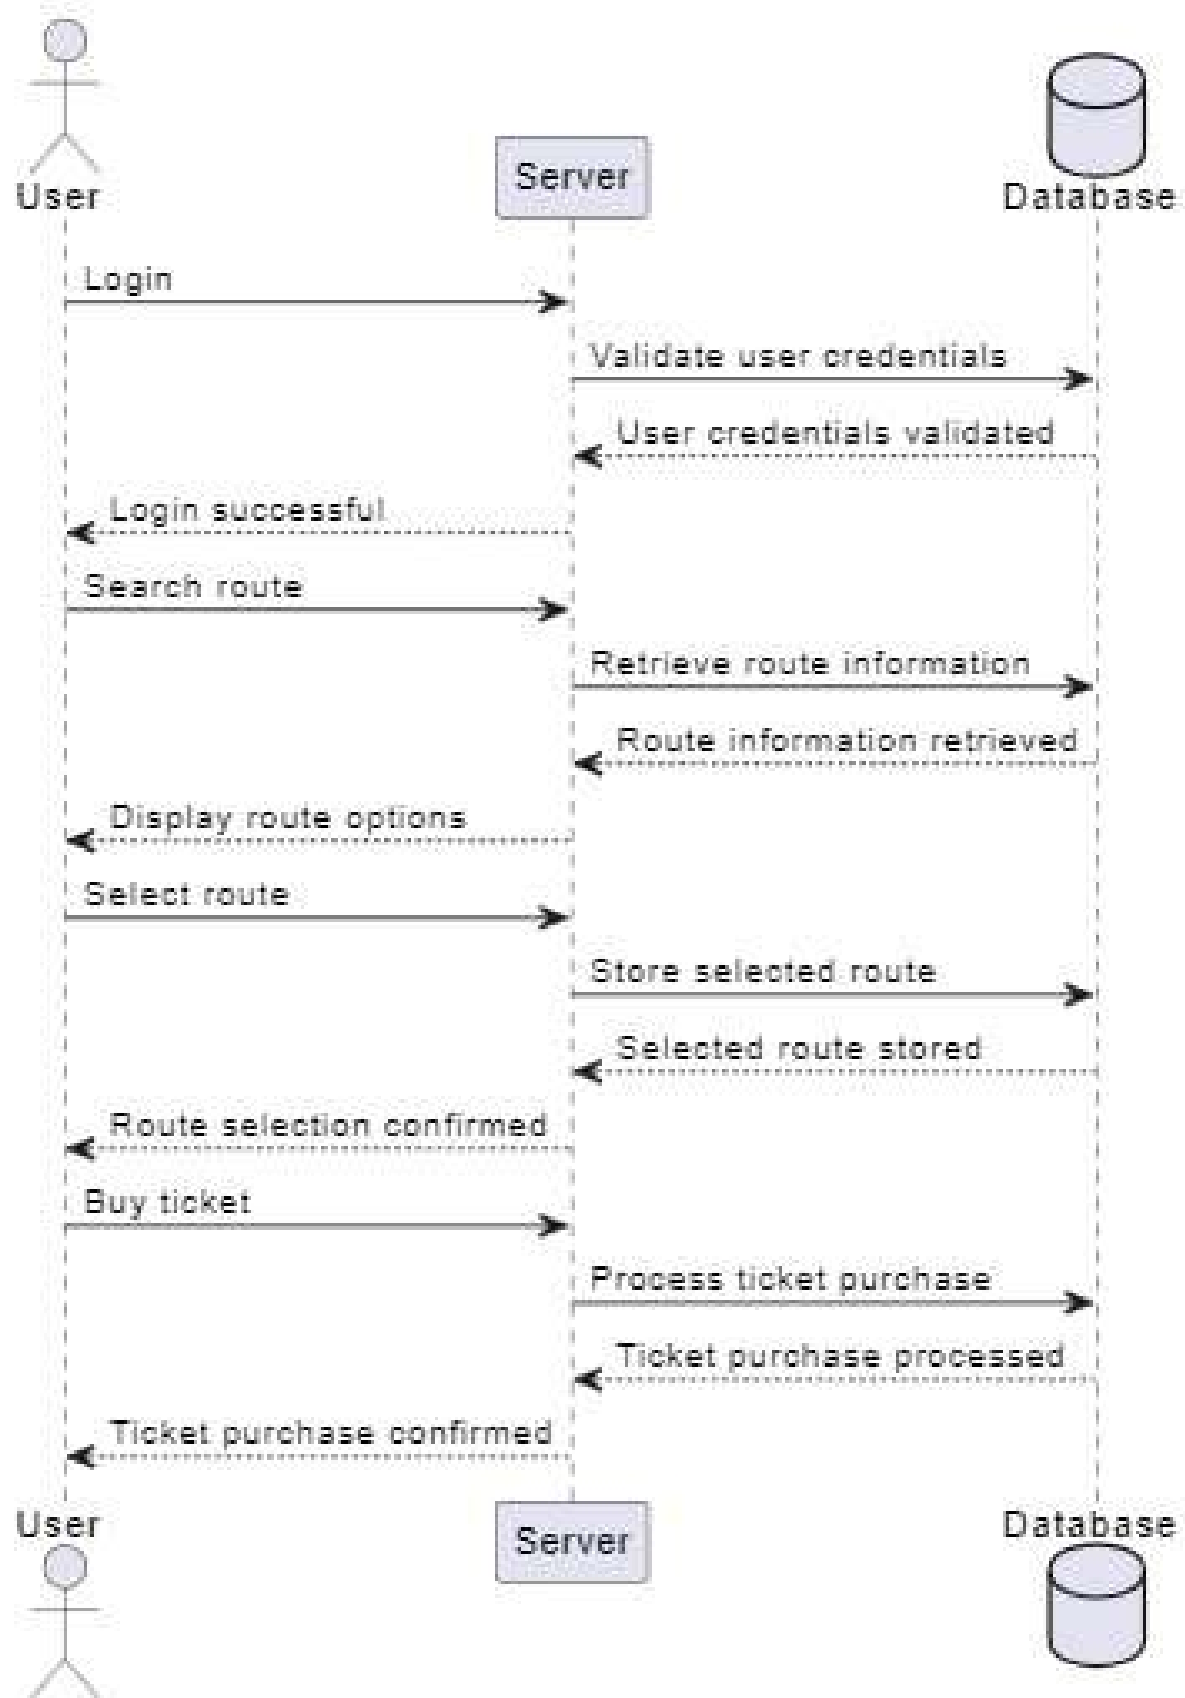 User
Server
Database
Login
Validate user credentials
User credentials validated
Login successful
Search route
Retrieve route information
Route information retrieved
Display route options
Select route
Store selected route
Selected route stored
Route selection confirmed
Buy ticket
Process ticket purchase
Ticket purchase processed
Ticket purchase confirmed
User
Server
Database